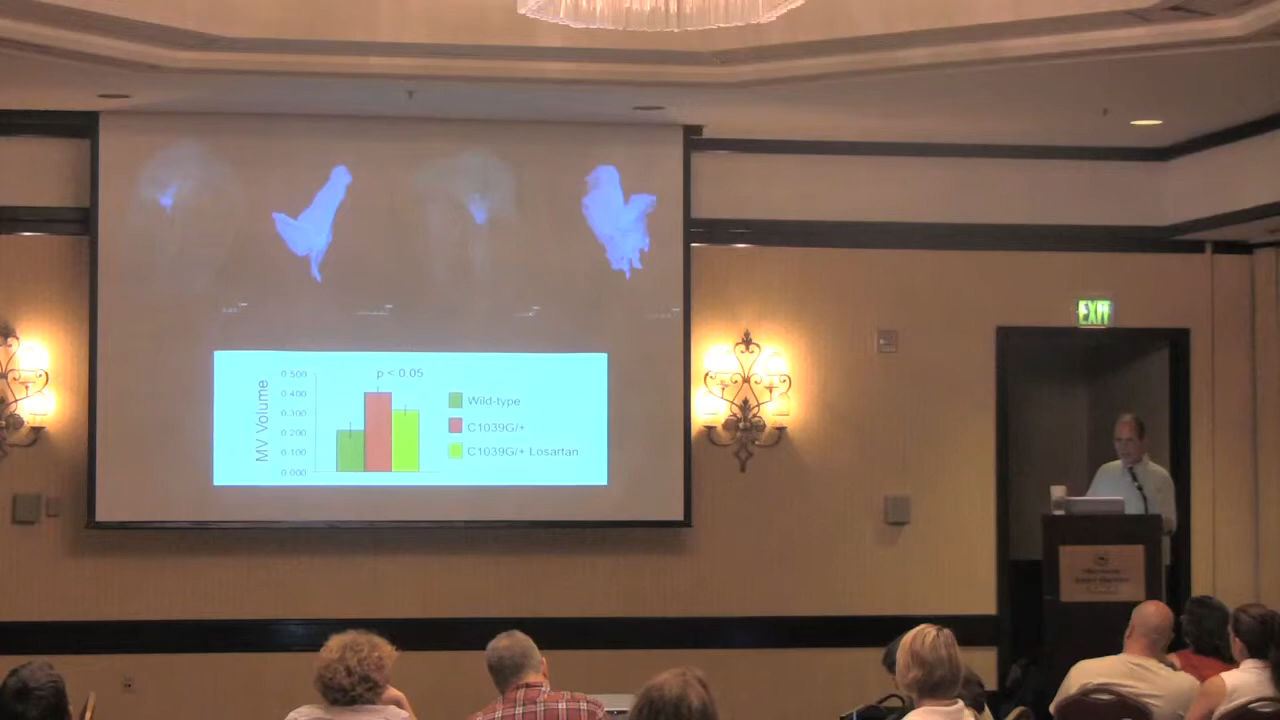 EXIT
p < 0.05
MV Volume
0.500
0.400
0.300
0.200
0.100
0.000
Wild-type
C1039G/+
C1039G/+ Losartan